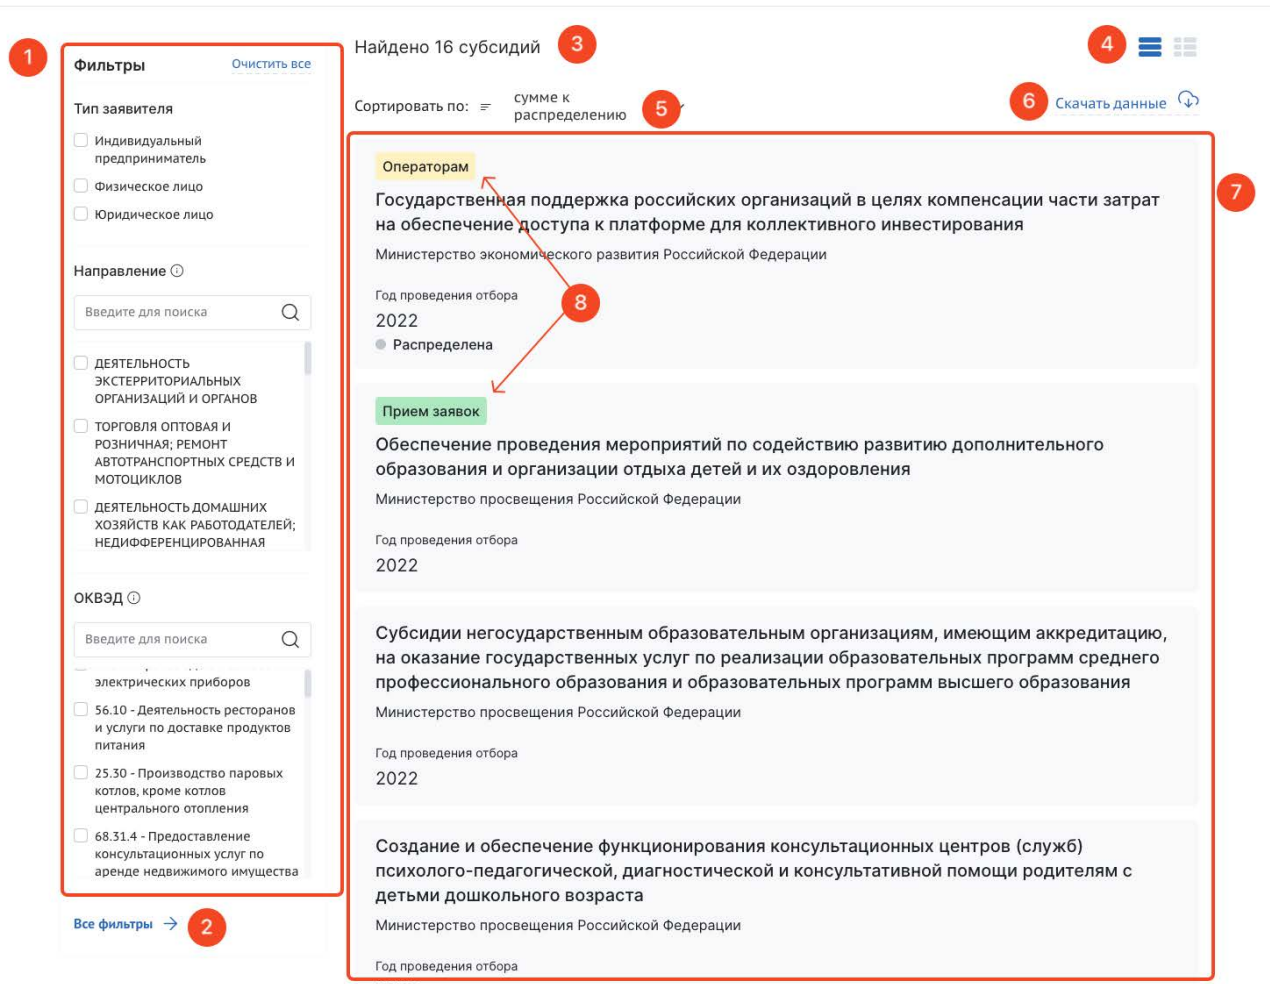 1
Фильтры
Очистить все
Тип заявителя
Индивидуальный
предприниматель
Физическое лицо
Юридическое лицо
Направление
Введите для поиска
ДЕЯТЕЛЬНОСТЬ
ЭКСТЕРРИТОРИАЛЬНЫХ
ОРГАНИЗАЦИЙ И ОРГАНОВ
ТОРГОВЛЯ ОПТОВАЯ И
РОЗНИЧНАЯ; РЕМОНТ
АВТОТРАНСПОРТНЫХ СРЕДСТВ И
МОТОЦИКЛОВ
ДЕЯТЕЛЬНОСТЬ ДОМАШНИХ
ХОЗЯЙСТВ КАК РАБОТОДАТЕЛЕЙ;
НЕДИФФЕРЕНЦИРОВАННАЯ
ОКВЭД
Введите для поиска
электрических приборов
56.10 - Деятельность ресторанов
и услуги по доставке продуктов
питания
25.30 - Производство паровых
котлов, кроме котлов
центрального отопления
68.31.4 - Предоставление
консультационных услуг по
аренде недвижимого имущества
Все фильтры
2
Найдено 16 субсидий
3
4
Сортировать по:
сумме к
распределению
5
6
Скачать данные
7
Операторам
Государственная поддержка российских организаций в целях компенсации части затрат
на обеспечение доступа к платформе для коллективного инвестирования
Министерство экономического развития Российской Федерации
Год проведения отбора
8
2022
Распределена
Прием заявок
Обеспечение проведения мероприятий по содействию развитию дополнительного
образования и организации отдыха детей и их оздоровления
Министерство просвещения Российской Федерации
Год проведения отбора
2022
Субсидии негосударственным образовательным организациям, имеющим аккредитацию,
на оказание государственных услуг по реализации образовательных программ среднего
профессионального образования и образовательных программ высшего образования
Министерство просвещения Российской Федерации
Год проведения отбора
2022
Создание и обеспечение функционирования консультационных центров (служб)
психолого-педагогической, диагностической и консультативной помощи родителям с
детьми дошкольного возраста
Министерство просвещения Российской Федерации
Год проведения отбора